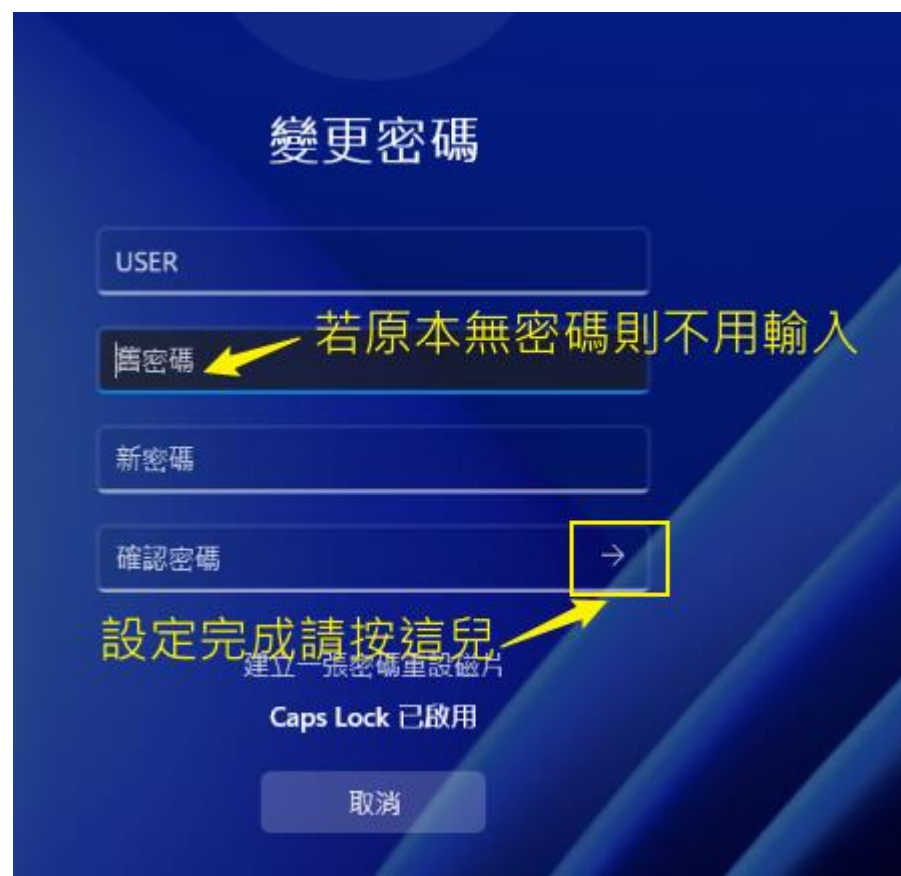 變更密碼
USER
若原本無密碼則不用輸入
舊密碼
新密碼
確認密碼
設定完成請按這兒
建立一張密碼重設磁片
Caps Lock 已啟用
取消